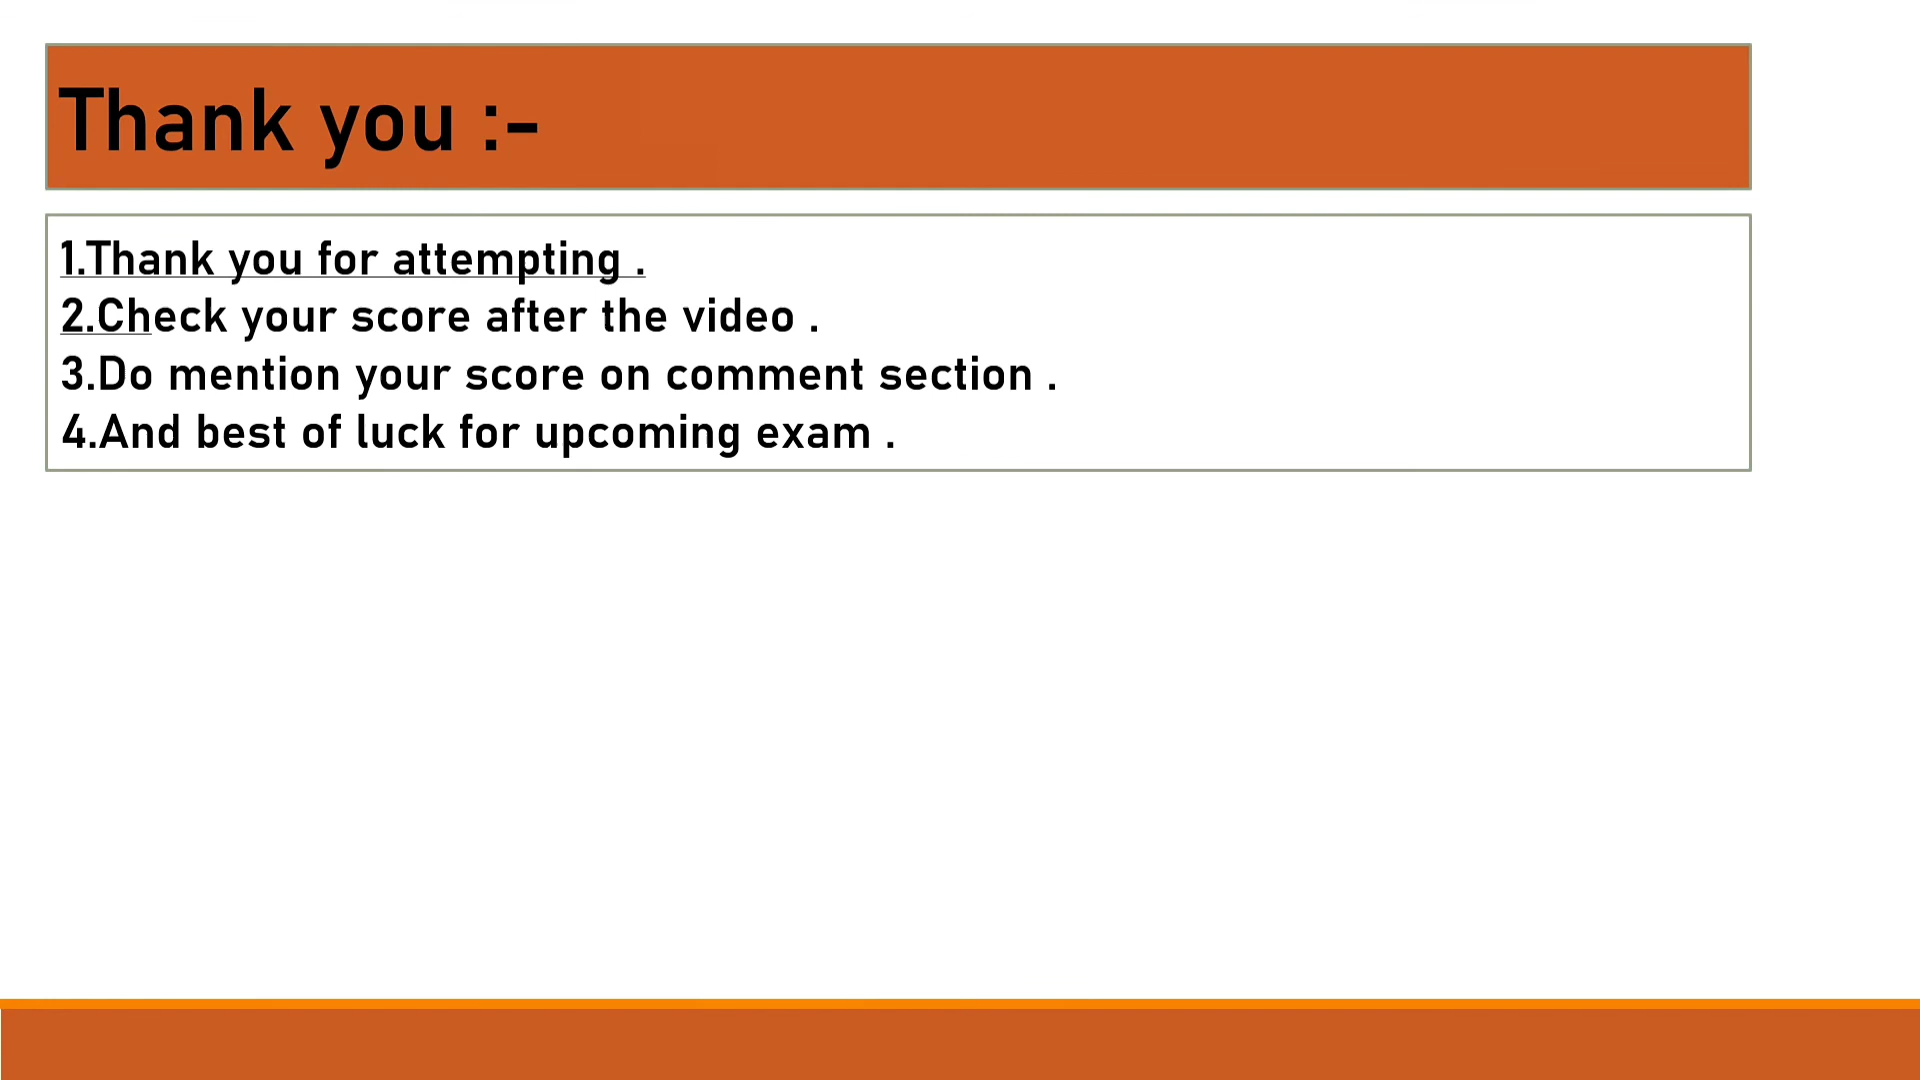 Thank you :-
1.Thank you for attempting .
2.Check your score after the video .
3.Do mention your score on comment section .
4.And best of luck for upcoming exam .